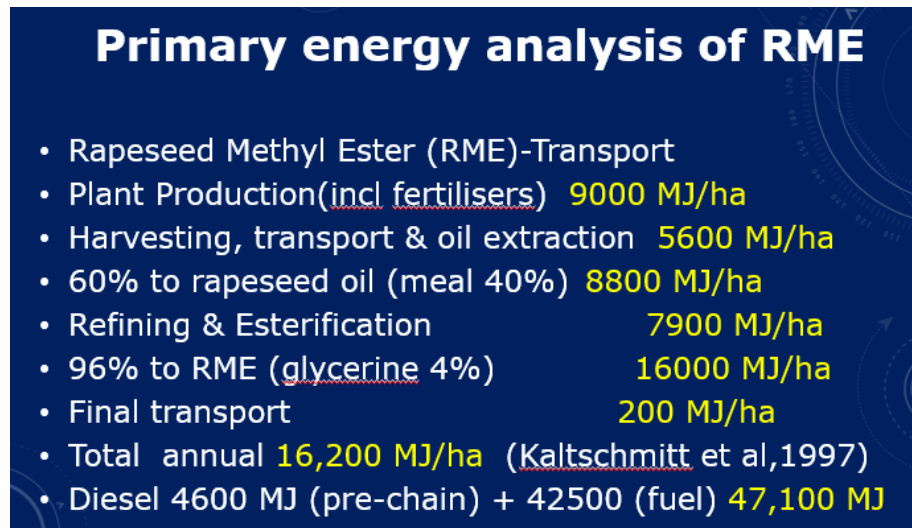 Primary energy analysis of RME
• Rapeseed Methyl Ester (RME)-Transport
• Plant Production(incl fertilisers) 9000 MJ/ha
• Harvesting, transport & oil extraction 5600 MJ/ha
• 60% to rapeseed oil (meal 40%) 8800 MJ/ha
• Refining & Esterification 7900 MJ/ha
• 96% to RME (glycerine 4%) 16000 MJ/ha
• Final transport 200 MJ/ha
• Total annual 16,200 MJ/ha (Kaltschmitt et al,1997)
• Diesel 4600 MJ (pre-chain) + 42500 (fuel) 47,100 MJ